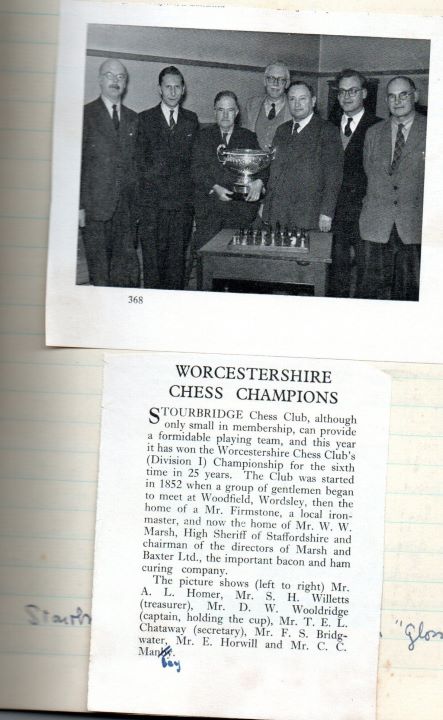 368
WORCESTERSHIRE
CHESS CHAMPIONS
STOURBRIDGE Chess Club, although
only small in membership, can provide
a formidable playing team, and this year
it has won the Worcestershire Chess Club's
(Division I) Championship for the sixth
time in 25 years. The Club was started
in 1852 when a group of gentlemen began
to meet at Woodfield, Wordsley, then the
home of a Mr. Firmstone, a local iron-
master, and now the home of Mr. W. W.
Marsh, High Sheriff of Staffordshire and
chairman of the directors of Marsh and
Baxter Ltd., the important bacon and ham
curing company.
The picture shows (left to right) Mr.
A. L. Homer, Mr. S. H. Willetts
(treasurer), Mr. D. W. Wooldridge
(captain, holding the cup), Mr. T. E. L.
Chataway (secretary), Mr. F. S. Bridg-
water, Mr. E. Horwill and Mr. C. C.